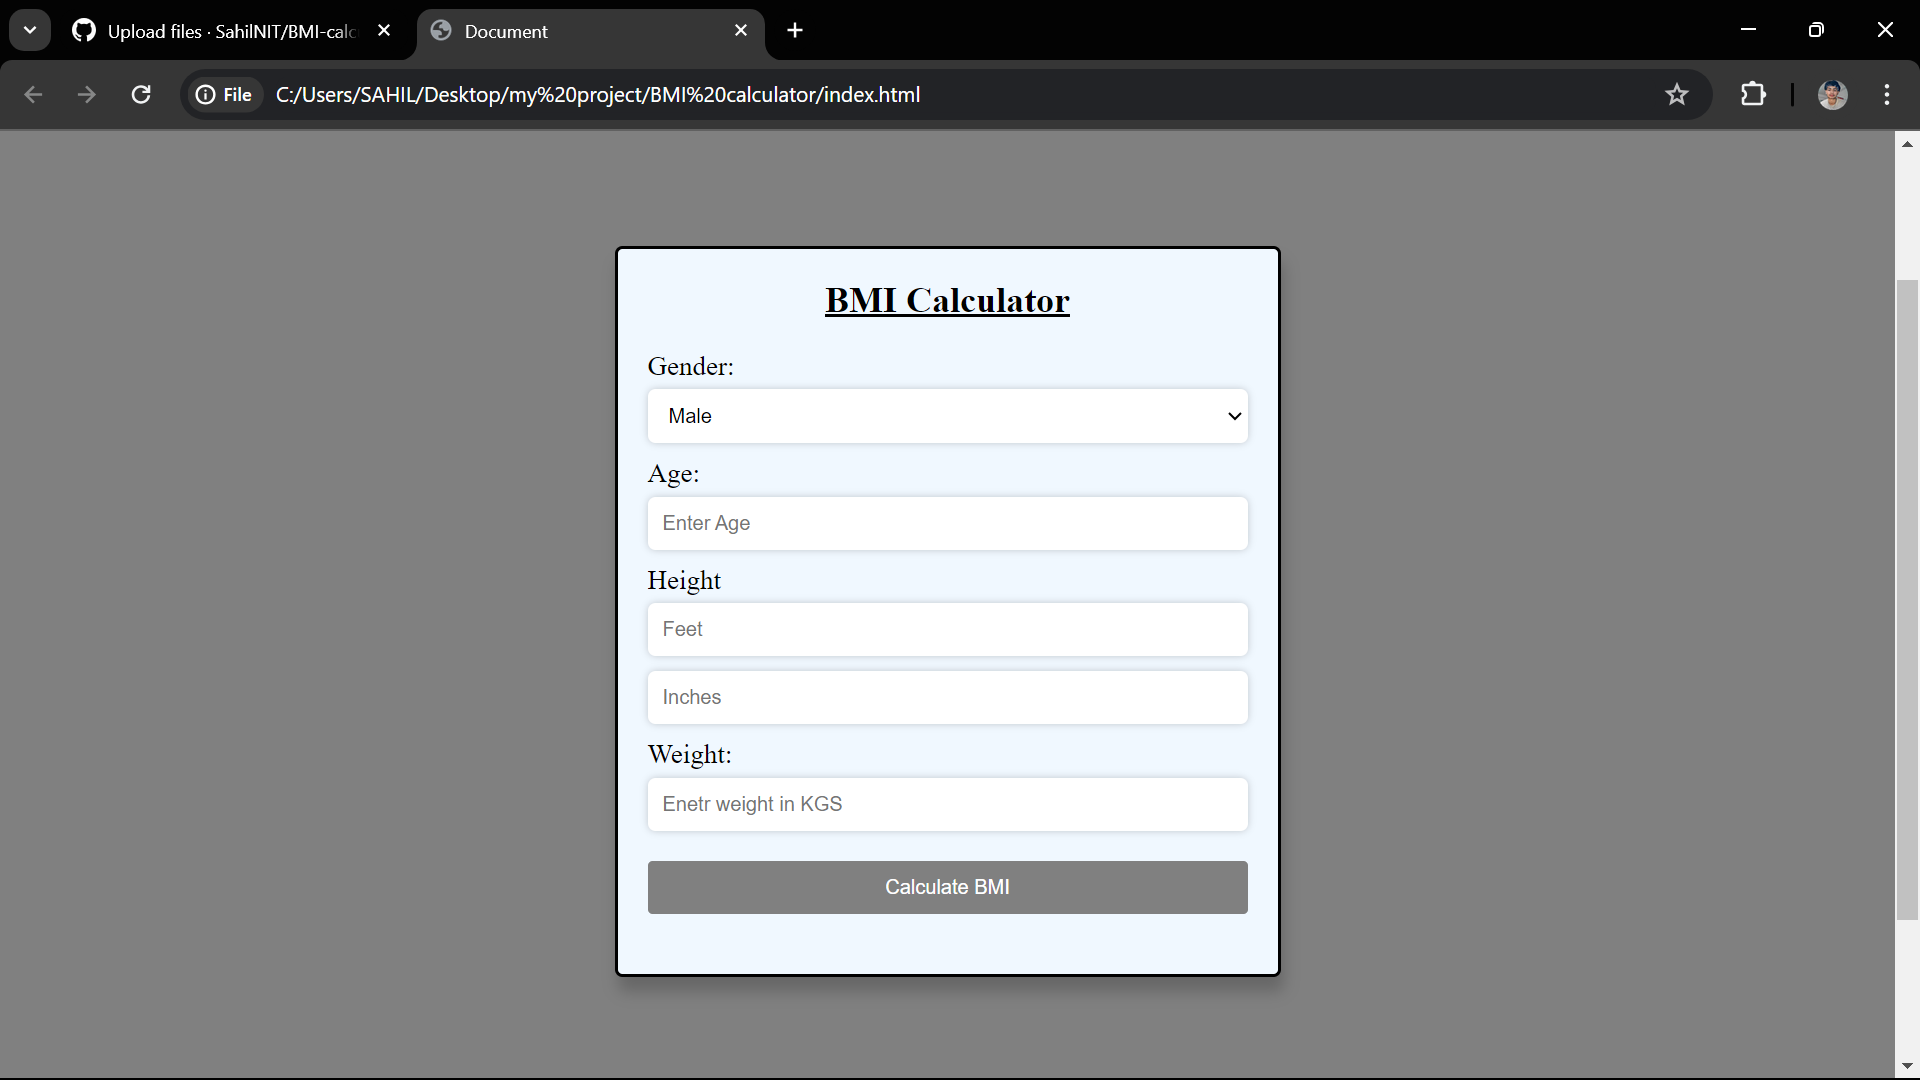 Upload files · SahilNIT/BMI-calc
Document
File
C:/Users/SAHIL/Desktop/my%20project/BMI%20calculator/index.html
BMI Calculator
Gender:
Male
Age:
Enter Age
Height
Feet
Inches
Weight:
Enetr weight in KGS
Calculate BMI